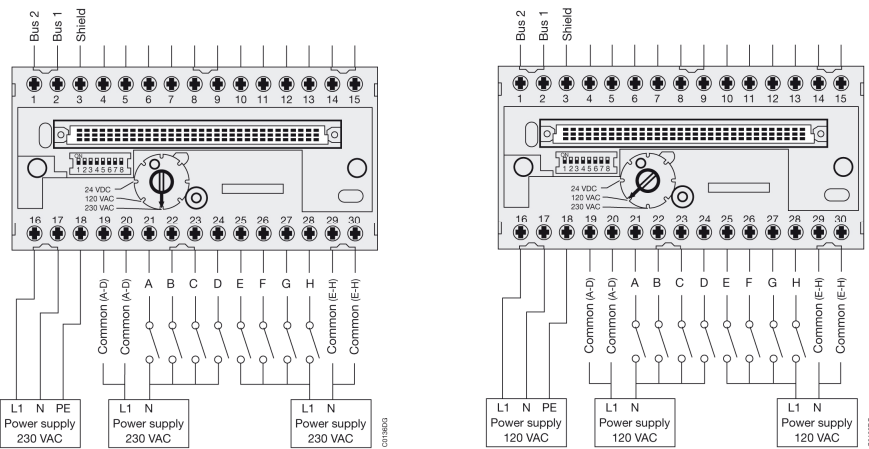 Bus 2
Bus 1
Shield
1 2 3 4 5 6 7 8 9 10 11 12 13 14 15
ON
1 2 3 4 5 6 7 8
24 VDC
120 VAC
230 VAC
16 17 18 19 20 21 22 23 24 25 26 27 28 29 30
Common (A-D)
Common (A-D)
A B C D E F G H
Common (E-H)
Common (E-H)
L1 N PE
Power supply
230 VAC
L1 N
Power supply
230 VAC
L1 N
Power supply
230 VAC
C0136DG
Bus 2
Bus 1
Shield
1 2 3 4 5 6 7 8 9 10 11 12 13 14 15
ON
1 2 3 4 5 6 7 8
24 VDC
120 VAC
230 VAC
16 17 18 19 20 21 22 23 24 25 26 27 28 29 30
Common (A-D)
Common (A-D)
A B C D E F G H
Common (E-H)
Common (E-H)
L1 N PE
Power supply
120 VAC
L1 N
Power supply
120 VAC
L1 N
Power supply
120 VAC